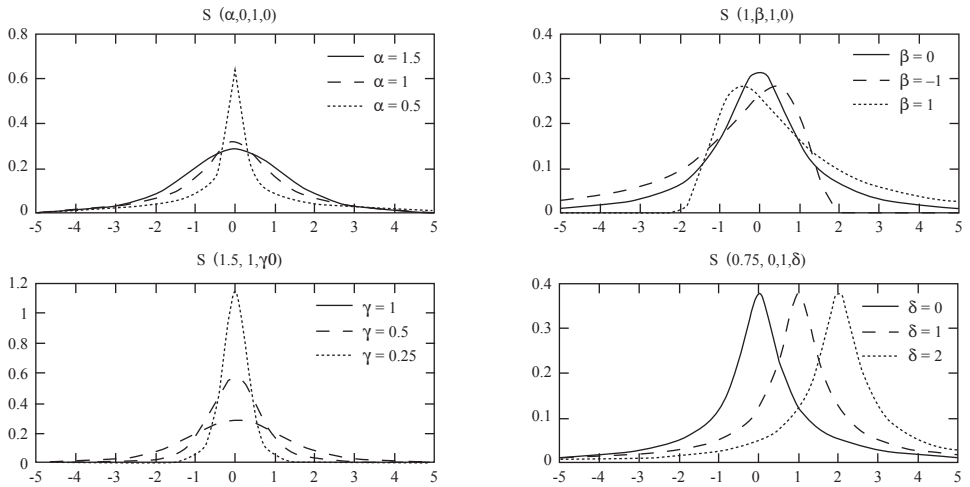 S (α,0,1,0)
0.8
0.6
0.4
0.2
0
-5 -4 -3 -2 -1 0 1 2 3 4 5
α = 1.5
α = 1
α = 0.5
S (1,β,1,0)
0.4
0.3
0.2
0.1
0
-5 -4 -3 -2 -1 0 1 2 3 4 5
β = 0
β = –1
β = 1
S (1.5, 1,γ0)
1.2
1
0.8
0.6
0.4
0.2
0
-5 -4 -3 -2 -1 0 1 2 3 4 5
γ = 1
γ = 0.5
γ = 0.25
S (0.75, 0,1,δ)
0.4
0.3
0.2
0.1
0
-5 -4 -3 -2 -1 0 1 2 3 4 5
δ = 0
δ = 1
δ = 2